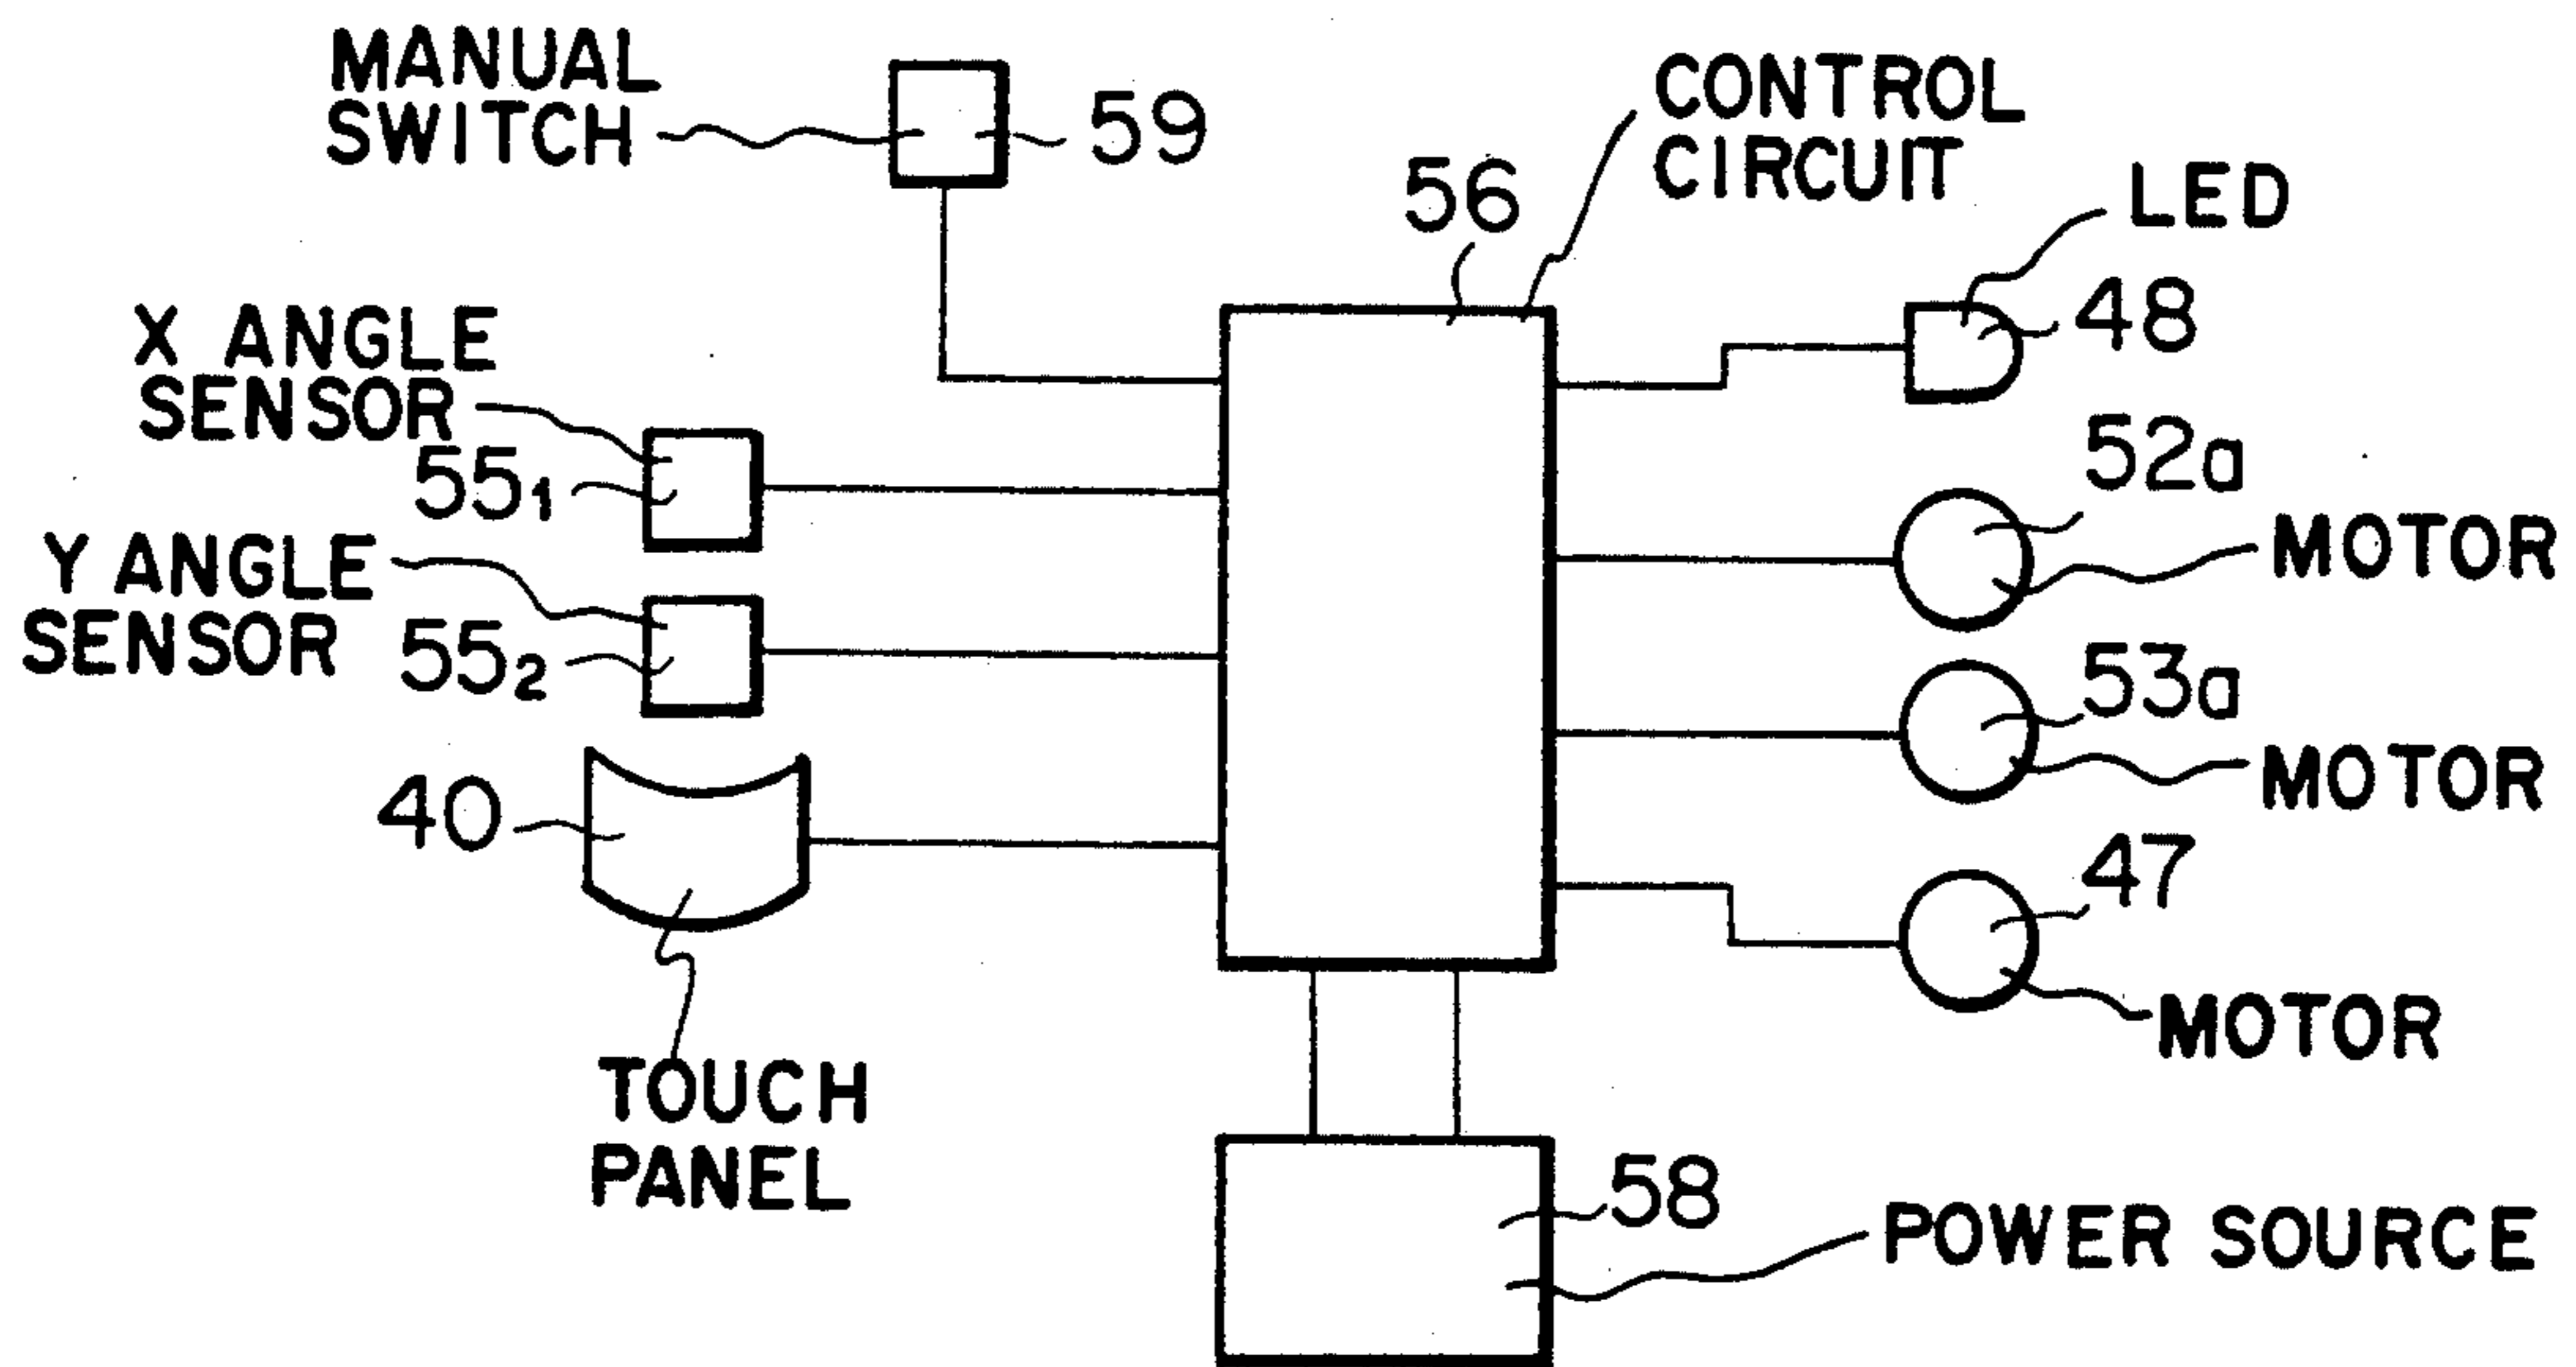 MANUAL
SWITCH
59
CONTROL
CIRCUIT
56
LED
48
X ANGLE
SENSOR
55₁
52a
MOTOR
Y ANGLE
SENSOR
55₂
53a
MOTOR
40
47
MOTOR
TOUCH
PANEL
58
POWER SOURCE